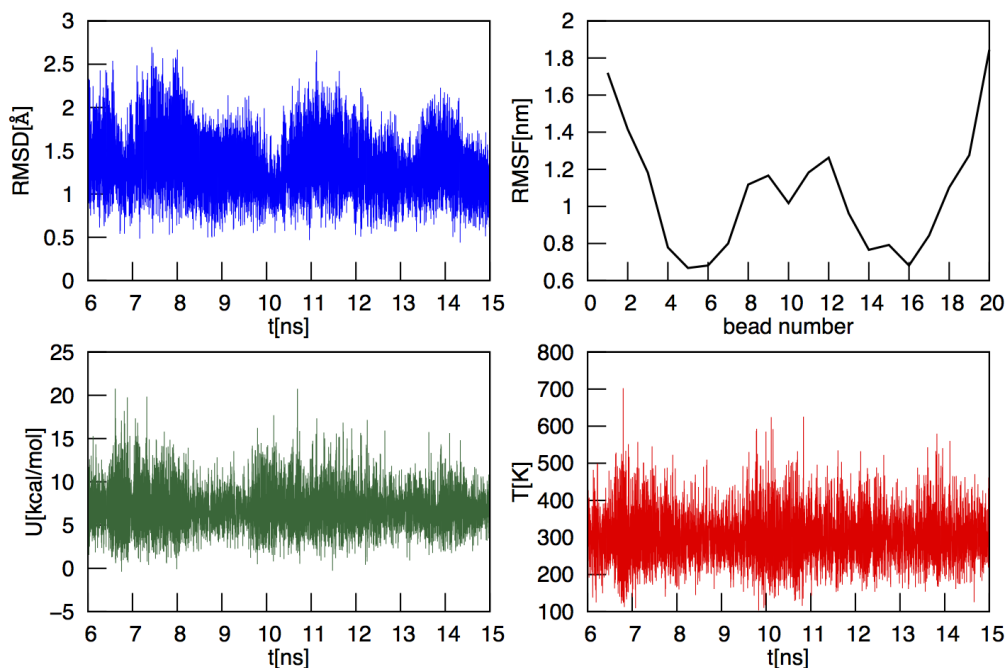 3
2.5
2
1.5
1
0.5
0
RMSD[Å]
6 7 8 9 10 11 12 13 14 15
t[ns]
2
1.8
1.6
1.4
1.2
1
0.8
0.6
RMSF[nm]
0 2 4 6 8 10 12 14 16 18 20
bead number
25
20
15
10
5
0
−5
U[kcal/mol]
6 7 8 9 10 11 12 13 14 15
t[ns]
800
700
600
500
400
300
200
100
T[K]
6 7 8 9 10 11 12 13 14 15
t[ns]